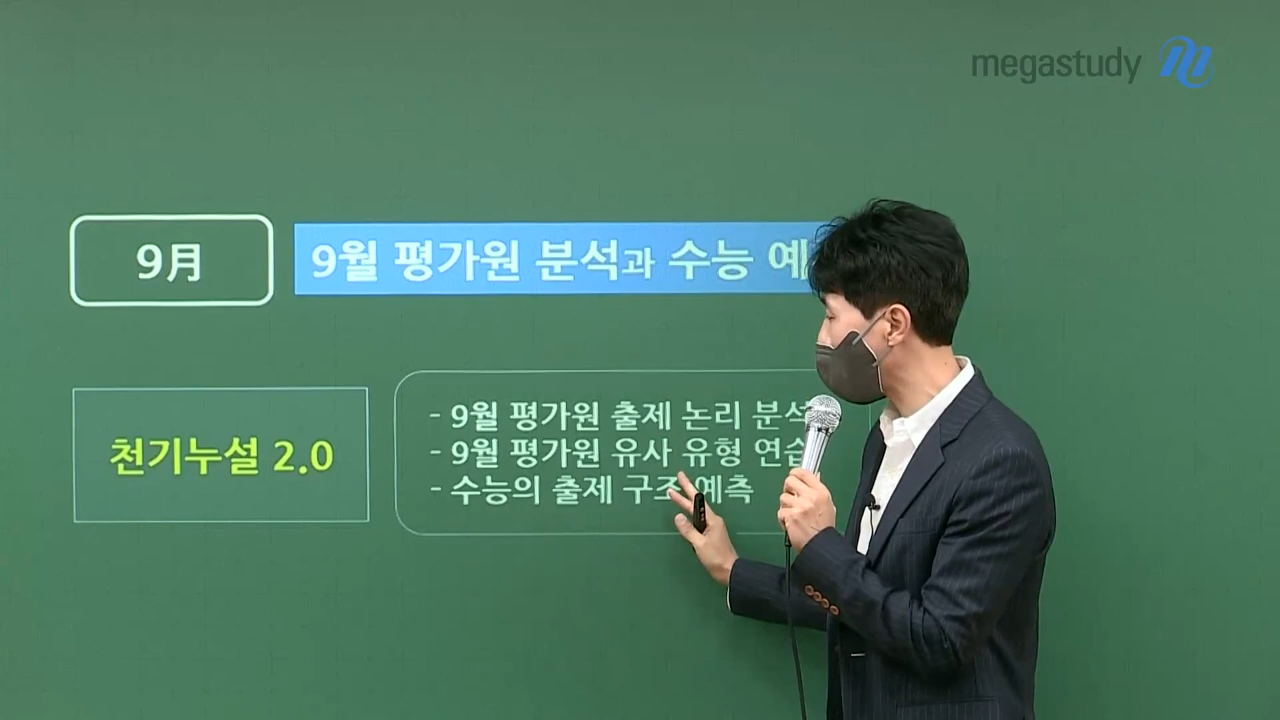 megastudy
9月
9월 평가원 분석과 수능
천기누설 2.0
- 9월 평가원 출제 논리 분석
- 9월 평가원 유사 유형 연습
- 수능의 출제 구조 예측